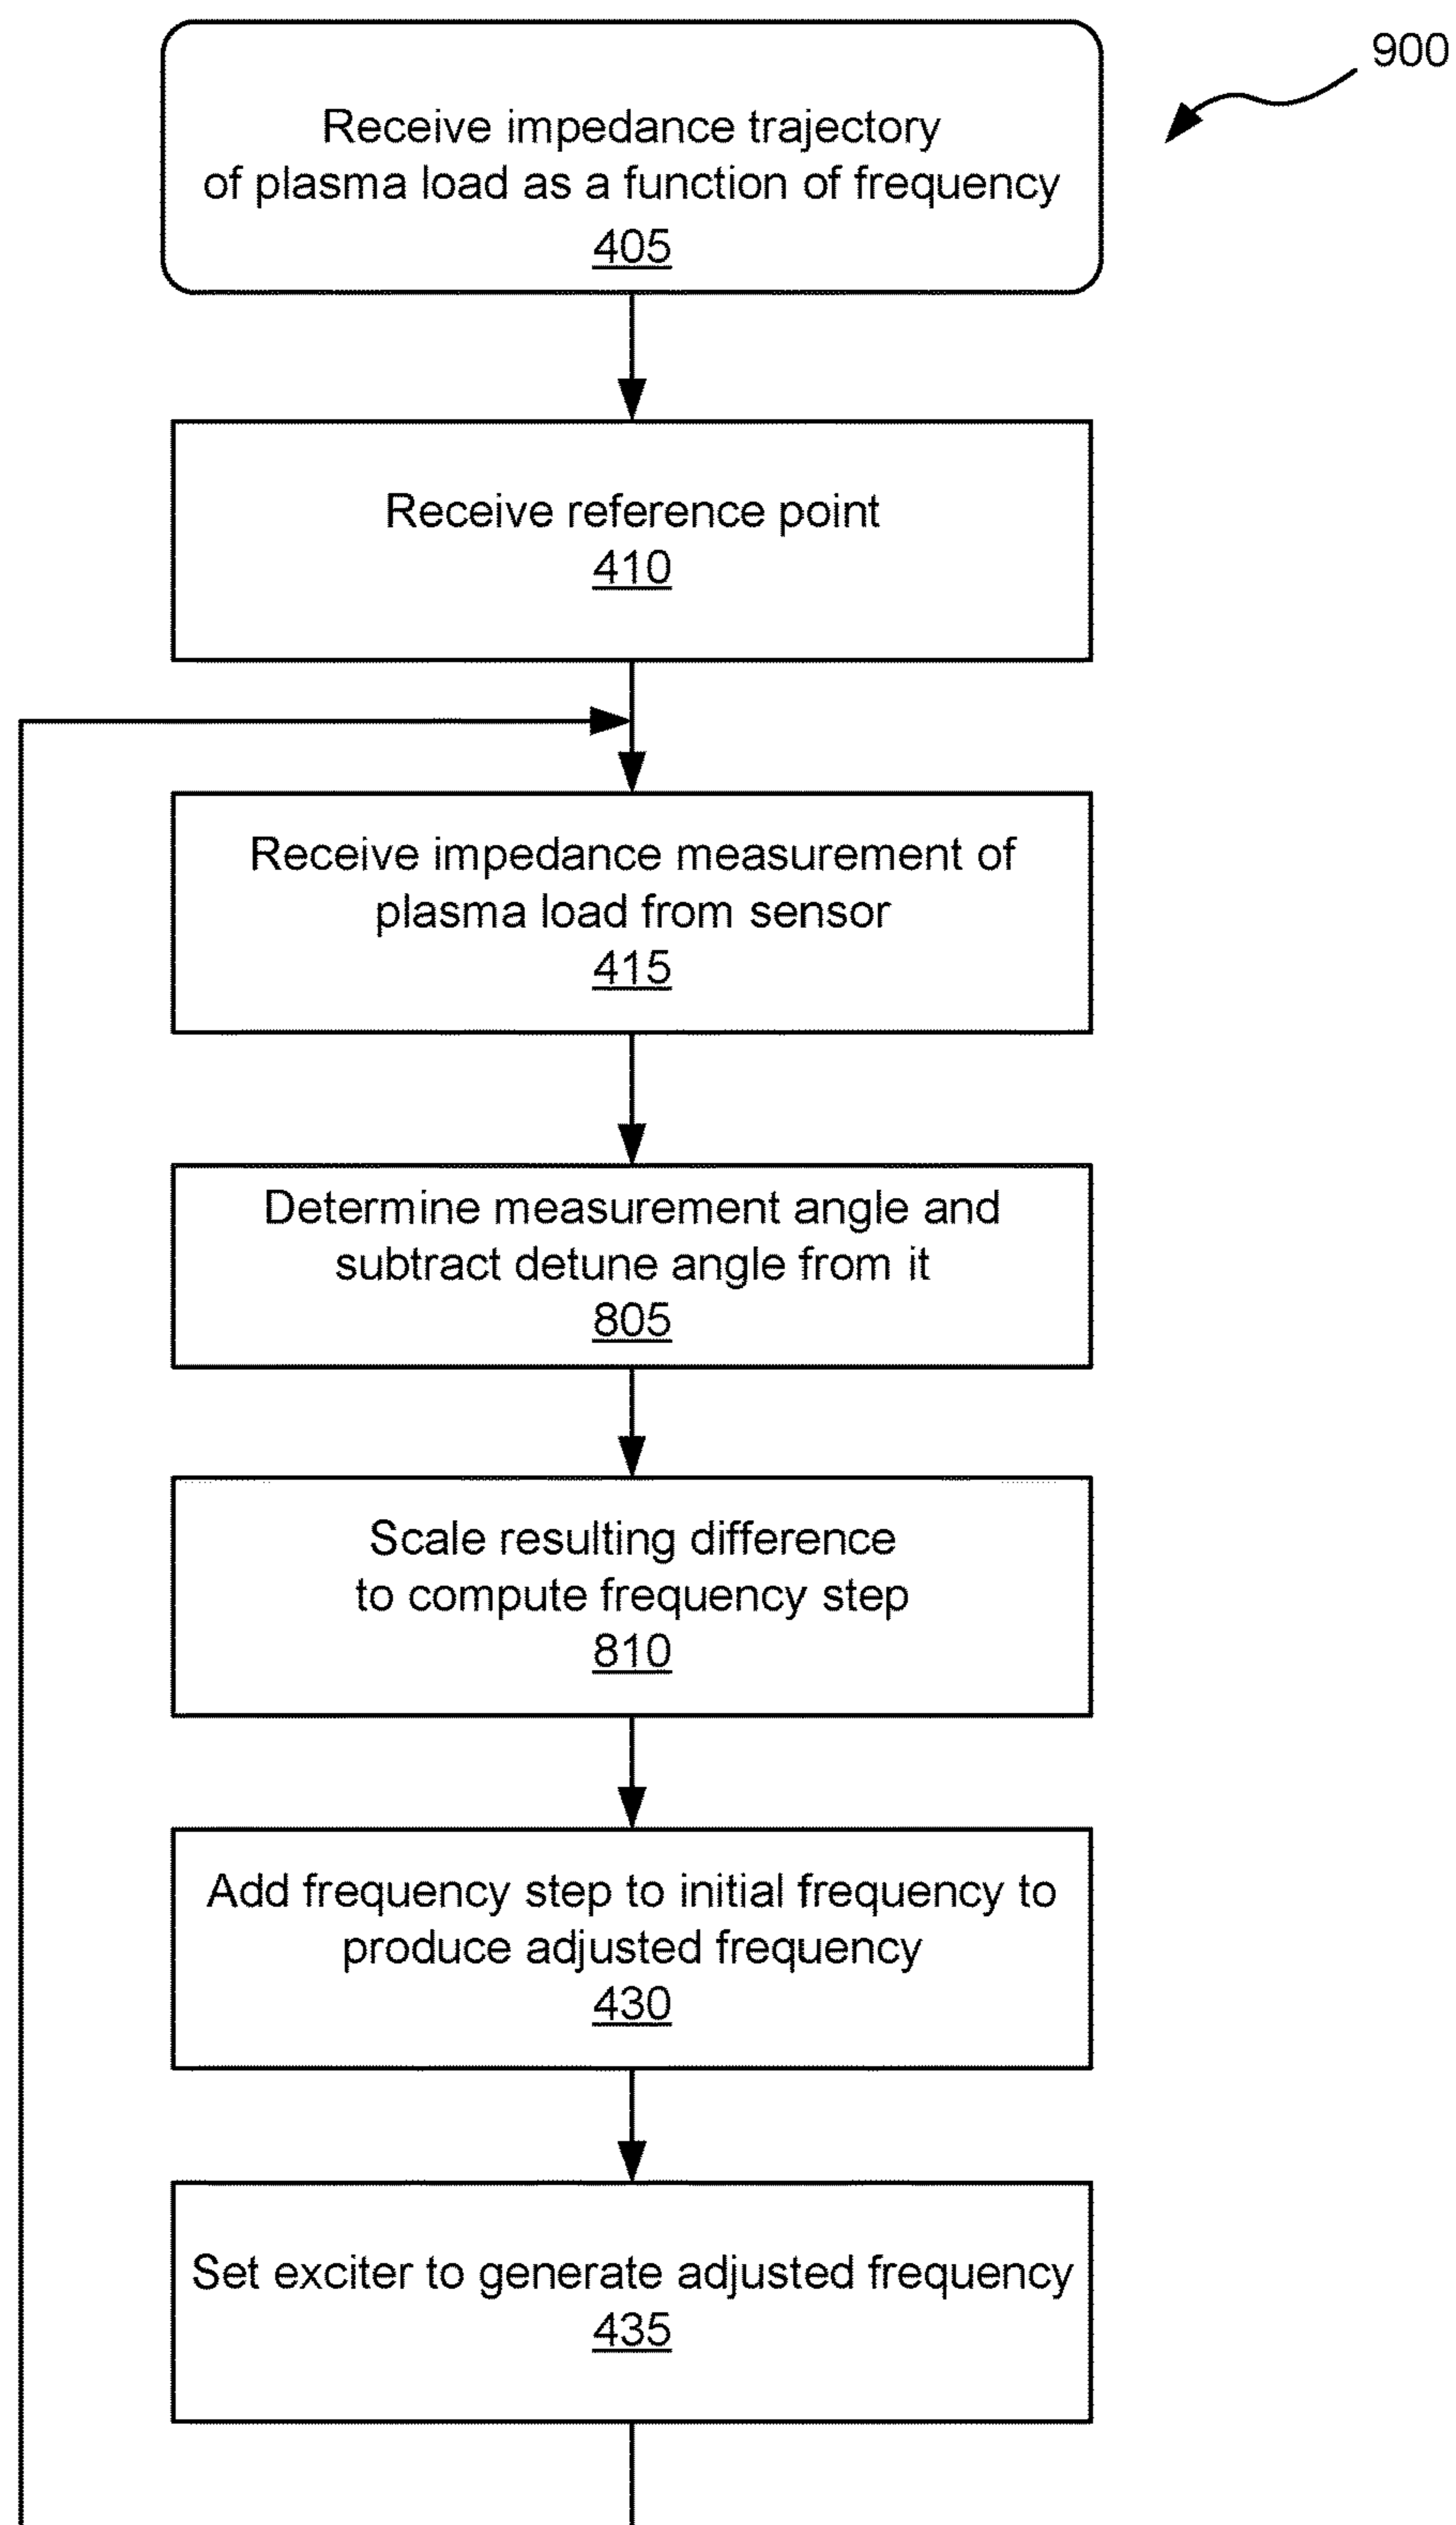 900
Receive impedance trajectory
of plasma load as a function of frequency
405
Receive reference point
410
Receive impedance measurement of
plasma load from sensor
415
Determine measurement angle and
subtract detune angle from it
805
Scale resulting difference
to compute frequency step
810
Add frequency step to initial frequency to
produce adjusted frequency
430
Set exciter to generate adjusted frequency
435